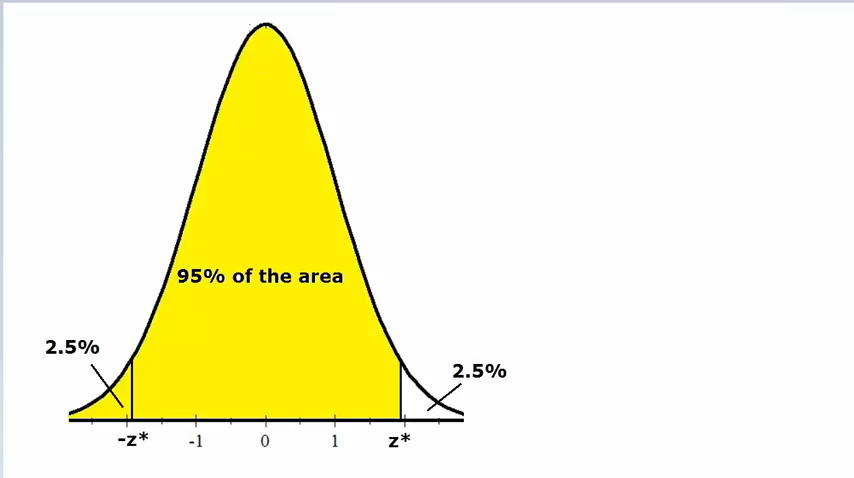 95% of the area
2.5%
2.5%
-z* -1 0 1 z*